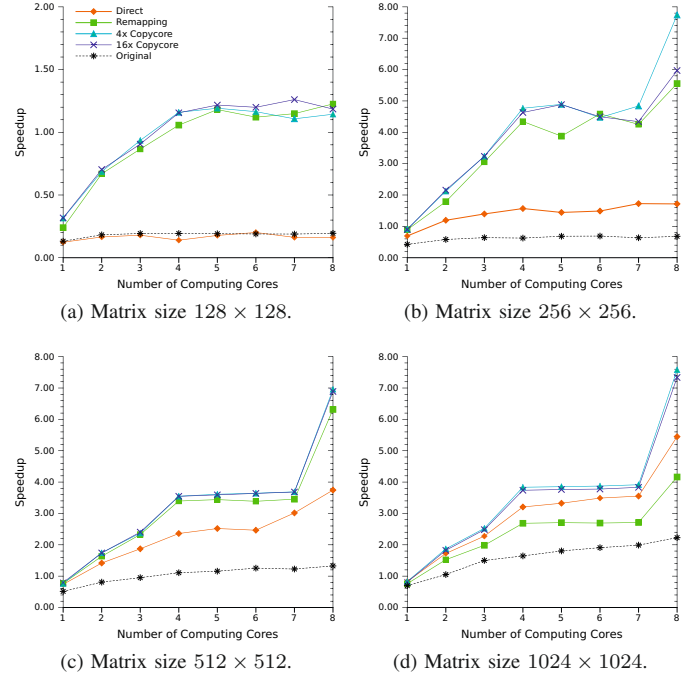 Direct
Remapping
4x Copycore
16x Copycore
Original
2.00
1.50
1.00
0.50
0.00
Speedup
1 2 3 4 5 6 7 8
Number of Computing Cores
(a) Matrix size 128 × 128.
8.00
7.00
6.00
5.00
4.00
3.00
2.00
1.00
0.00
Speedup
1 2 3 4 5 6 7 8
Number of Computing Cores
(b) Matrix size 256 × 256.
8.00
7.00
6.00
5.00
4.00
3.00
2.00
1.00
0.00
Speedup
1 2 3 4 5 6 7 8
Number of Computing Cores
(c) Matrix size 512 × 512.
8.00
7.00
6.00
5.00
4.00
3.00
2.00
1.00
0.00
Speedup
1 2 3 4 5 6 7 8
Number of Computing Cores
(d) Matrix size 1024 × 1024.